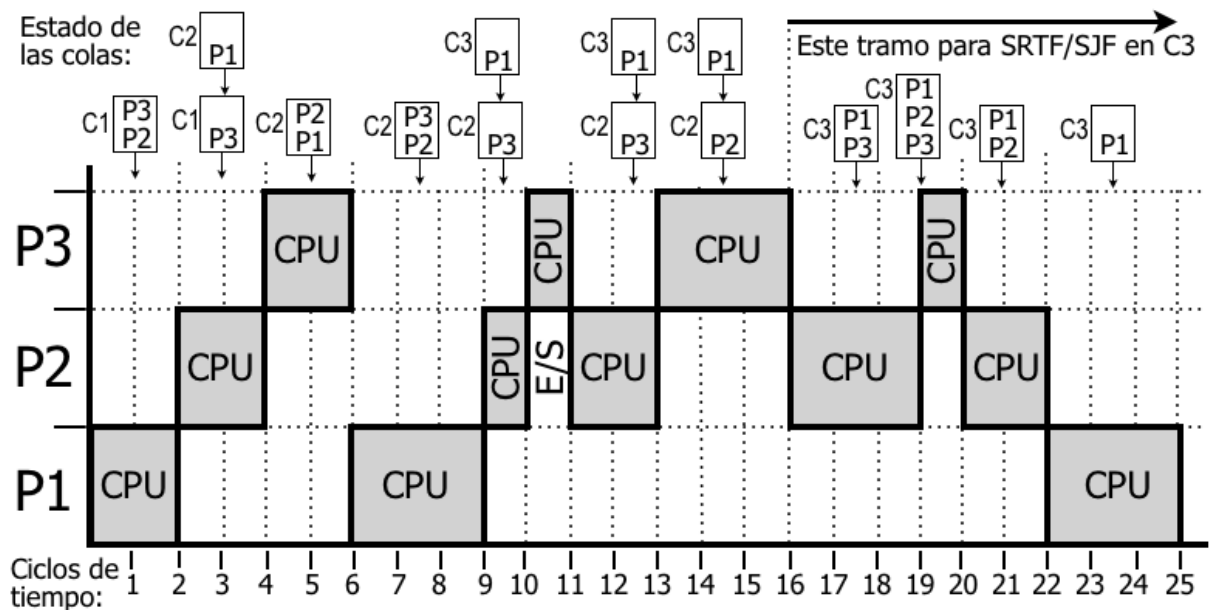 Estado de
las colas:
C2 P1
C1 P3
P2
C1 P3
C2 P2
P1
C2 P3
P2
C3 P1
C2 P3
C3 P1
C2 P3
C3 P1
C2 P2
Este tramo para SRTF/SJF en C3
C3 P1
P3
C3 P1
P2
P3
C3 P1
P2
C3 P1
P3
CPU
CPU
CPU
CPU
P2
CPU
CPU
E/S
CPU
CPU
CPU
P1
CPU
CPU
CPU
Ciclos de
tiempo:
1 2 3 4 5 6 7 8 9 10 11 12 13 14 15 16 17 18 19 20 21 22 23 24 25